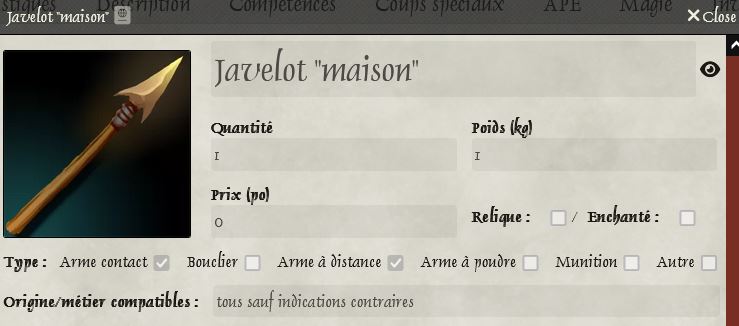 Statistiques Description Compétences Coups spéciaux APE Magie
Javelot "maison" Close
Javelot "maison"
Quantité Poids (kg)
1 1
Prix (po)
0 Relique : / Enchanté :
Type : Arme contact Bouclier Arme à distance Arme à poudre Munition Autre
Origine/métier compatibles : tous sauf indications contraires